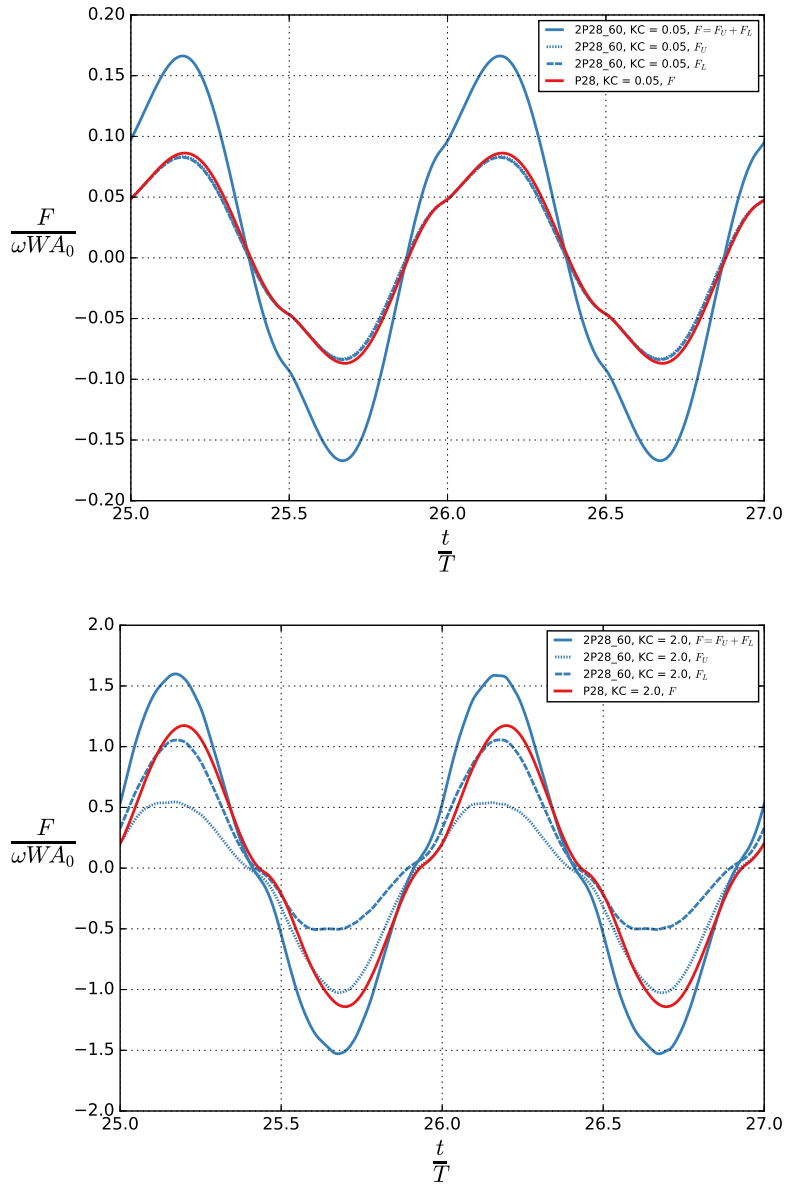 0.20
0.15
0.10
0.05
0.00
−0.05
−0.10
−0.15
−0.20
F
ωWA₀
2P28_60, KC = 0.05, F = F_U + F_L
2P28_60, KC = 0.05, F_U
2P28_60, KC = 0.05, F_L
P28, KC = 0.05, F
25.0 25.5 26.0 26.5 27.0
t
T
2.0
1.5
1.0
0.5
0.0
−0.5
−1.0
−1.5
−2.0
F
ωWA₀
2P28_60, KC = 2.0, F = F_U + F_L
2P28_60, KC = 2.0, F_U
2P28_60, KC = 2.0, F_L
P28, KC = 2.0, F
25.0 25.5 26.0 26.5 27.0
t
T